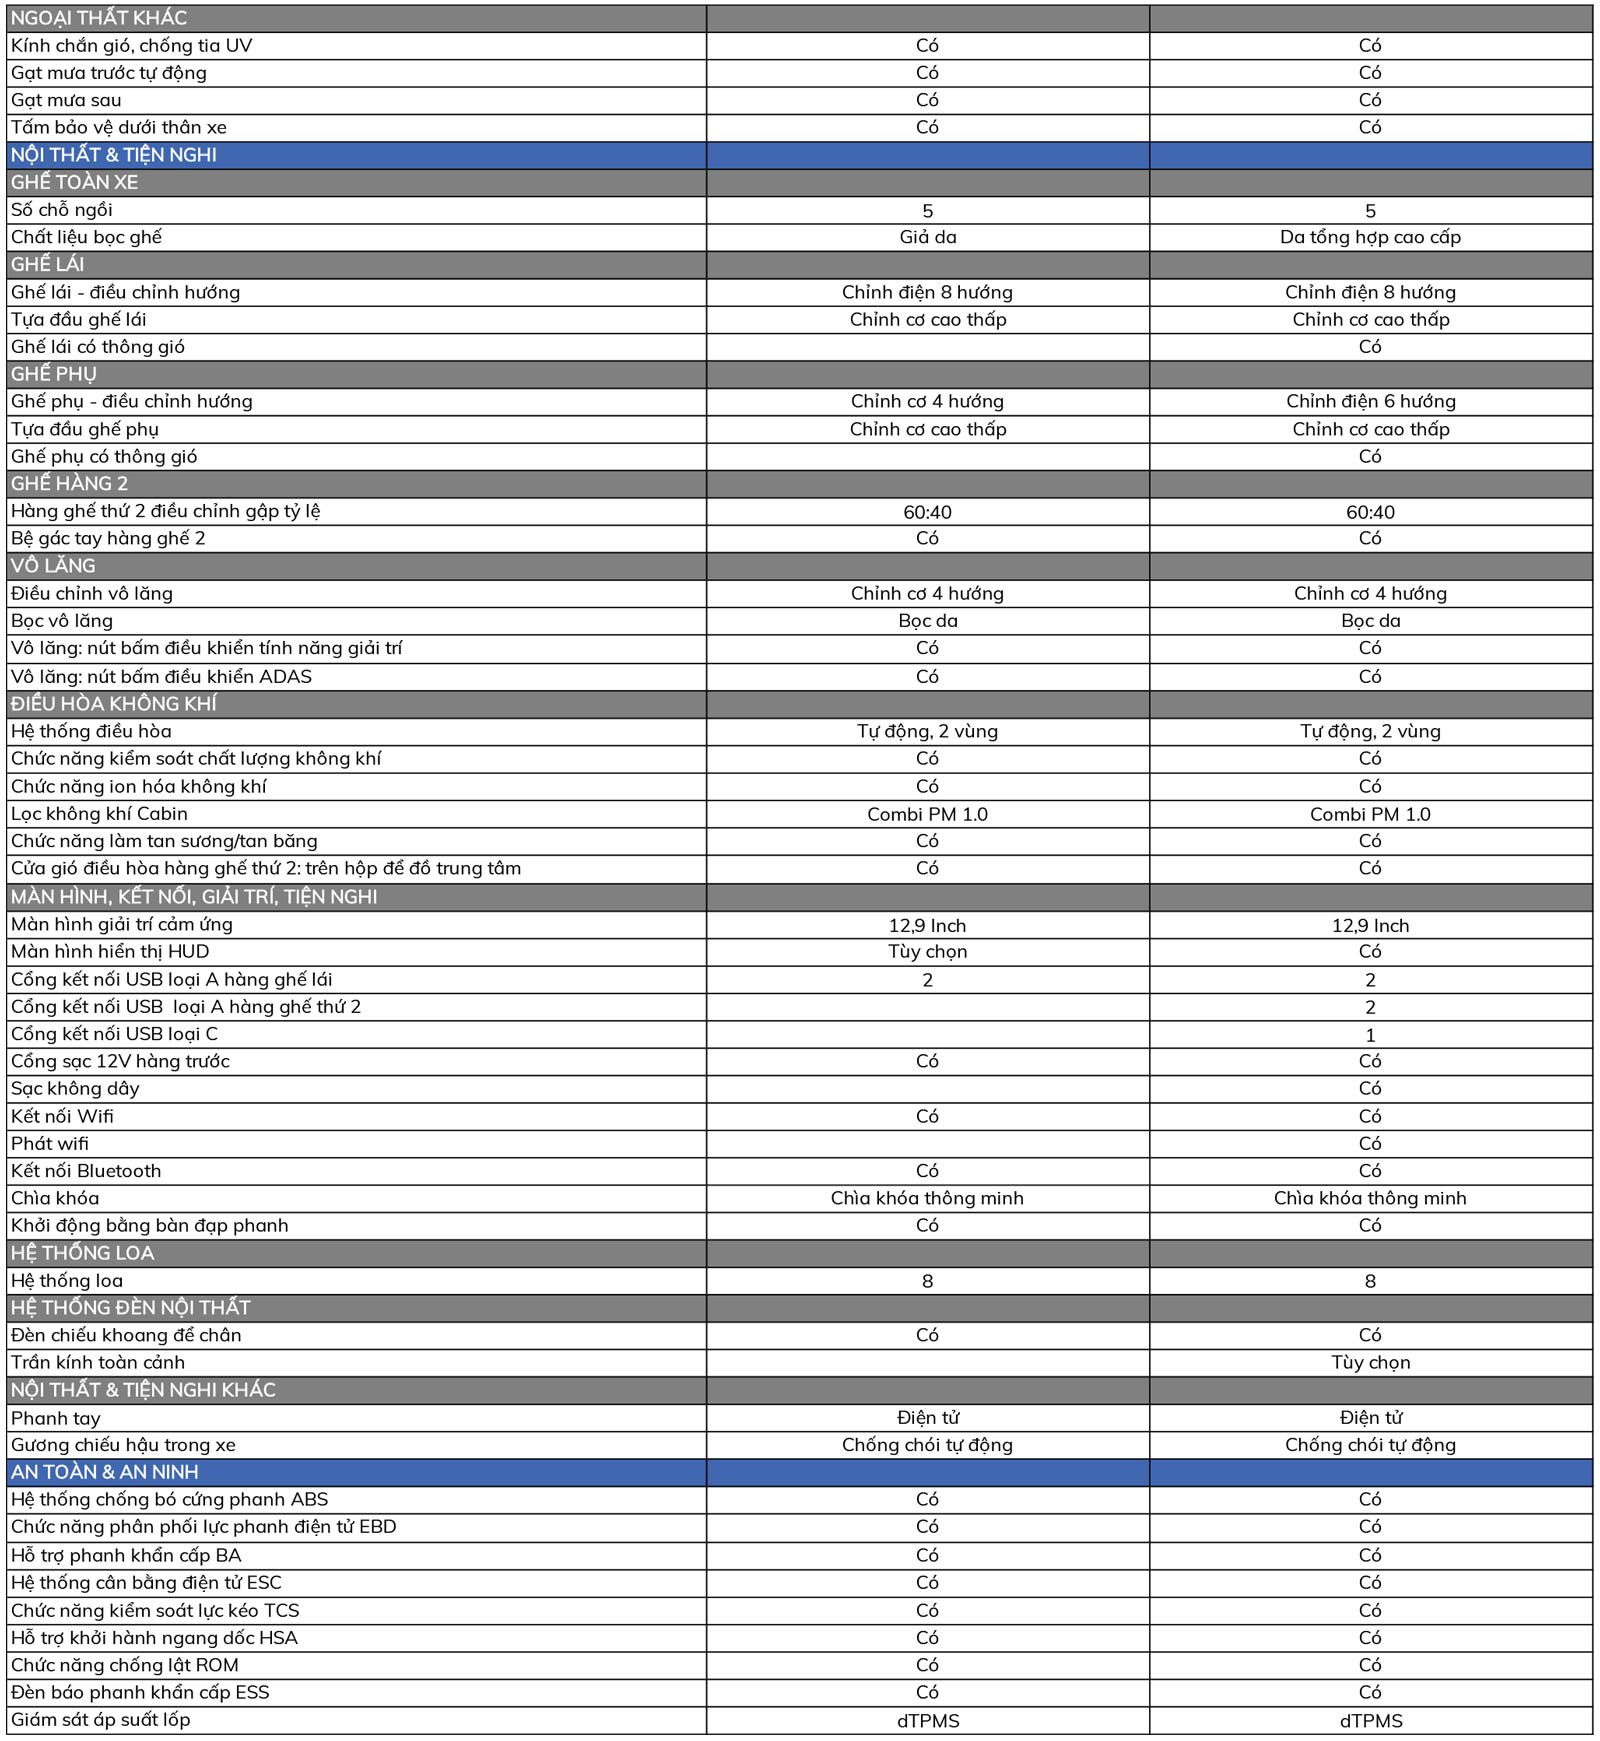 NGOẠI THẤT KHÁC
Kính chắn gió, chống tia UV Có Có
Gạt mưa trước tự động Có Có
Gạt mưa sau Có Có
Tấm bảo vệ dưới thân xe Có Có
NỘI THẤT & TIỆN NGHI
GHẾ TOÀN XE
Số chỗ ngồi 5 5
Chất liệu bọc ghế Giả da Da tổng hợp cao cấp
GHẾ LÁI
Ghế lái - điều chỉnh hướng Chỉnh điện 8 hướng Chỉnh điện 8 hướng
Tựa đầu ghế lái Chỉnh cơ cao thấp Chỉnh cơ cao thấp
Ghế lái có thông gió Có
GHẾ PHỤ
Ghế phụ - điều chỉnh hướng Chỉnh cơ 4 hướng Chỉnh điện 6 hướng
Tựa đầu ghế phụ Chỉnh cơ cao thấp Chỉnh cơ cao thấp
Ghế phụ có thông gió Có
GHẾ HÀNG 2
Hàng ghế thứ 2 điều chỉnh gập tỷ lệ 60:40 60:40
Bệ gác tay hàng ghế 2 Có Có
VÔ LĂNG
Điều chỉnh vô lăng Chỉnh cơ 4 hướng Chỉnh cơ 4 hướng
Bọc vô lăng Bọc da Bọc da
Vô lăng: nút bấm điều khiển tính năng giải trí Có Có
Vô lăng: nút bấm điều khiển ADAS Có Có
ĐIỀU HÒA KHÔNG KHÍ
Hệ thống điều hòa Tự động, 2 vùng Tự động, 2 vùng
Chức năng kiểm soát chất lượng không khí Có Có
Chức năng ion hóa không khí Có Có
Lọc không khí Cabin Combi PM 1.0 Combi PM 1.0
Chức năng làm tan sương/tan băng Có Có
Cửa gió điều hòa hàng ghế thứ 2: trên hộp để đồ trung tâm Có Có
MÀN HÌNH, KẾT NỐI, GIẢI TRÍ, TIỆN NGHI
Màn hình giải trí cảm ứng 12,9 Inch 12,9 Inch
Màn hình hiển thị HUD Tùy chọn Có
Cổng kết nối USB loại A hàng ghế lái 2 2
Cổng kết nối USB  loại A hàng ghế thứ 2 2
Cổng kết nối USB loại C 1
Cổng sạc 12V hàng trước Có Có
Sạc không dây Có
Kết nối Wifi Có Có
Phát wifi Có
Kết nối Bluetooth Có Có
Chìa khóa Chìa khóa thông minh Chìa khóa thông minh
Khởi động bằng bàn đạp phanh Có Có
HỆ THỐNG LOA
Hệ thống loa 8 8
HỆ THỐNG ĐÈN NỘI THẤT
Đèn chiếu khoang để chân Có Có
Trần kính toàn cảnh Tùy chọn
NỘI THẤT & TIỆN NGHI KHÁC
Phanh tay Điện tử Điện tử
Gương chiếu hậu trong xe Chống chói tự động Chống chói tự động
AN TOÀN & AN NINH
Hệ thống chống bó cứng phanh ABS Có Có
Chức năng phân phối lực phanh điện tử EBD Có Có
Hỗ trợ phanh khẩn cấp BA Có Có
Hệ thống cân bằng điện tử ESC Có Có
Chức năng kiểm soát lực kéo TCS Có Có
Hỗ trợ khởi hành ngang dốc HSA Có Có
Chức năng chống lật ROM Có Có
Đèn báo phanh khẩn cấp ESS Có Có
Giám sát áp suất lốp dTPMS dTPMS